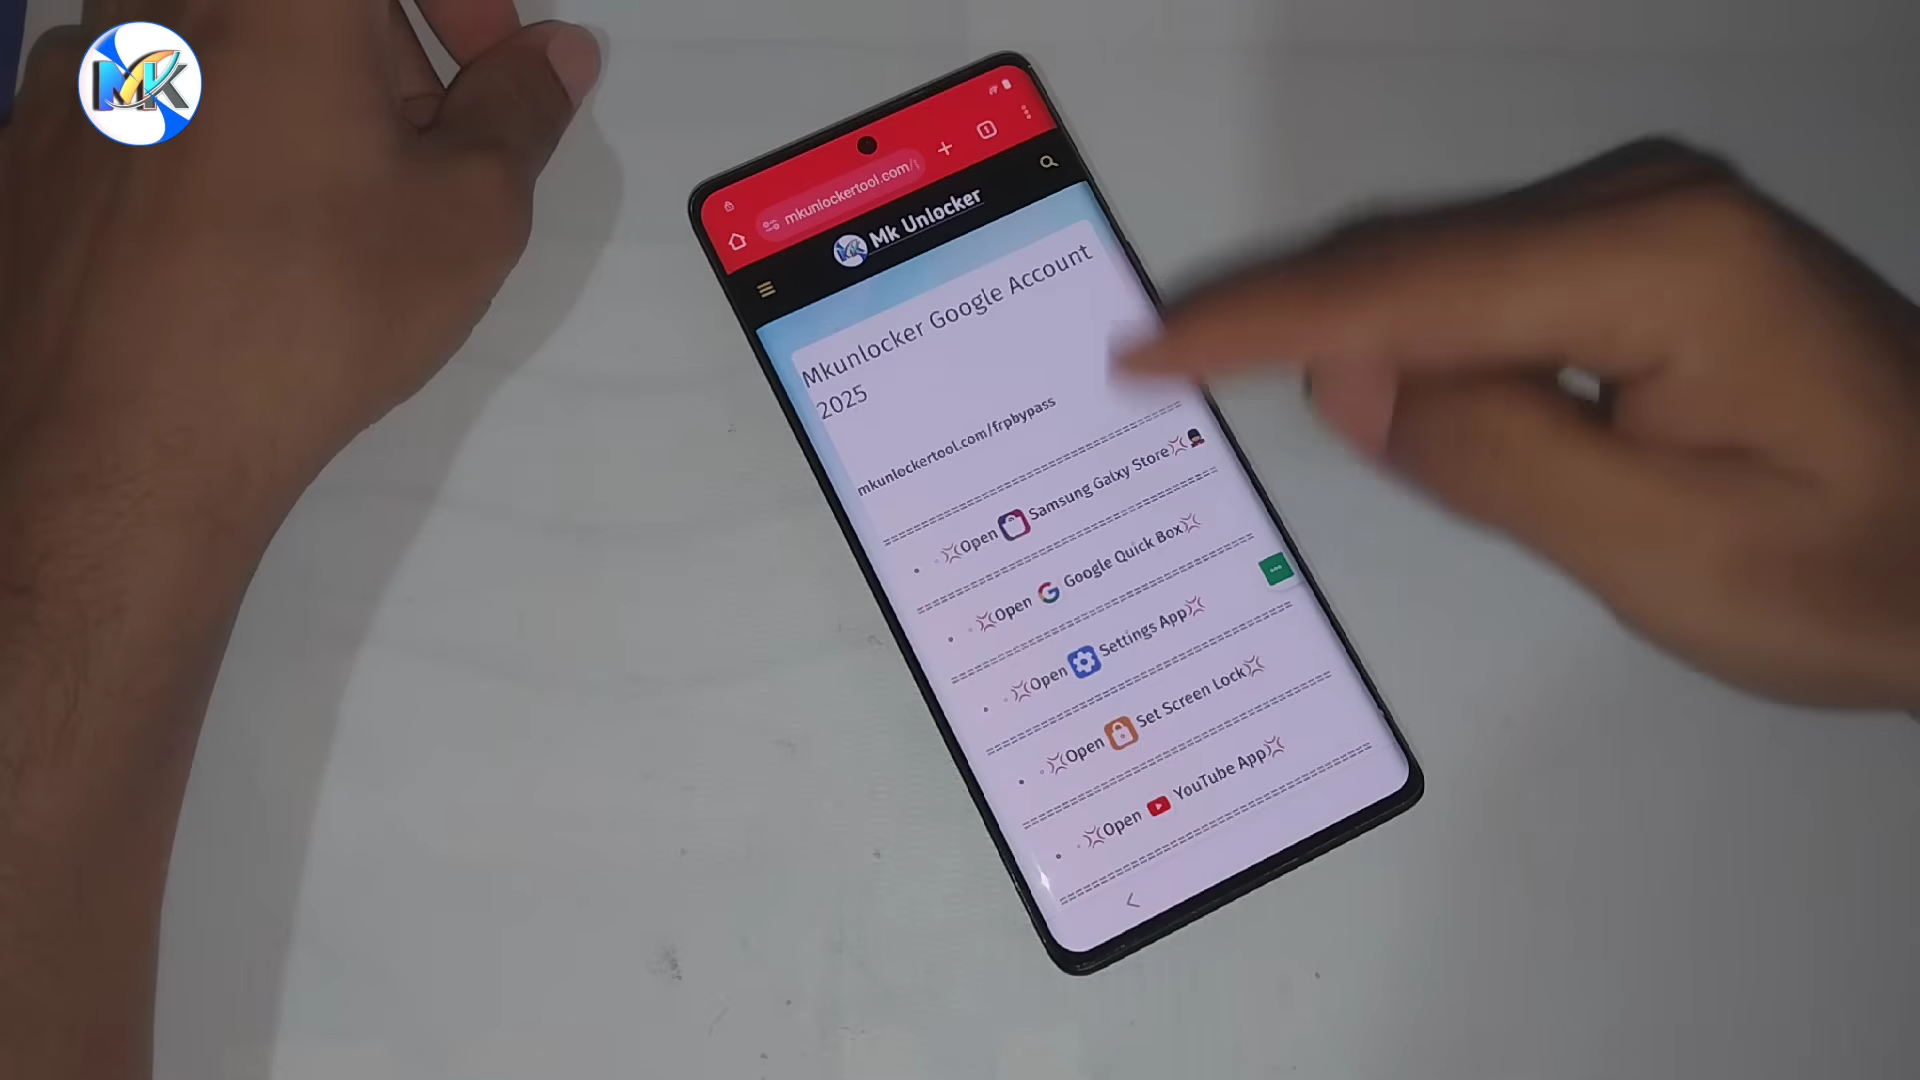 MK
mkunlockertool.com/
Mk Unlocker
Mkunlocker Google Account
2025
mkunlockertool.com/frpbypass
Open Samsung Galxy Store
Open Google Quick Box
Open Settings App
Open Set Screen Lock
Open YouTube App